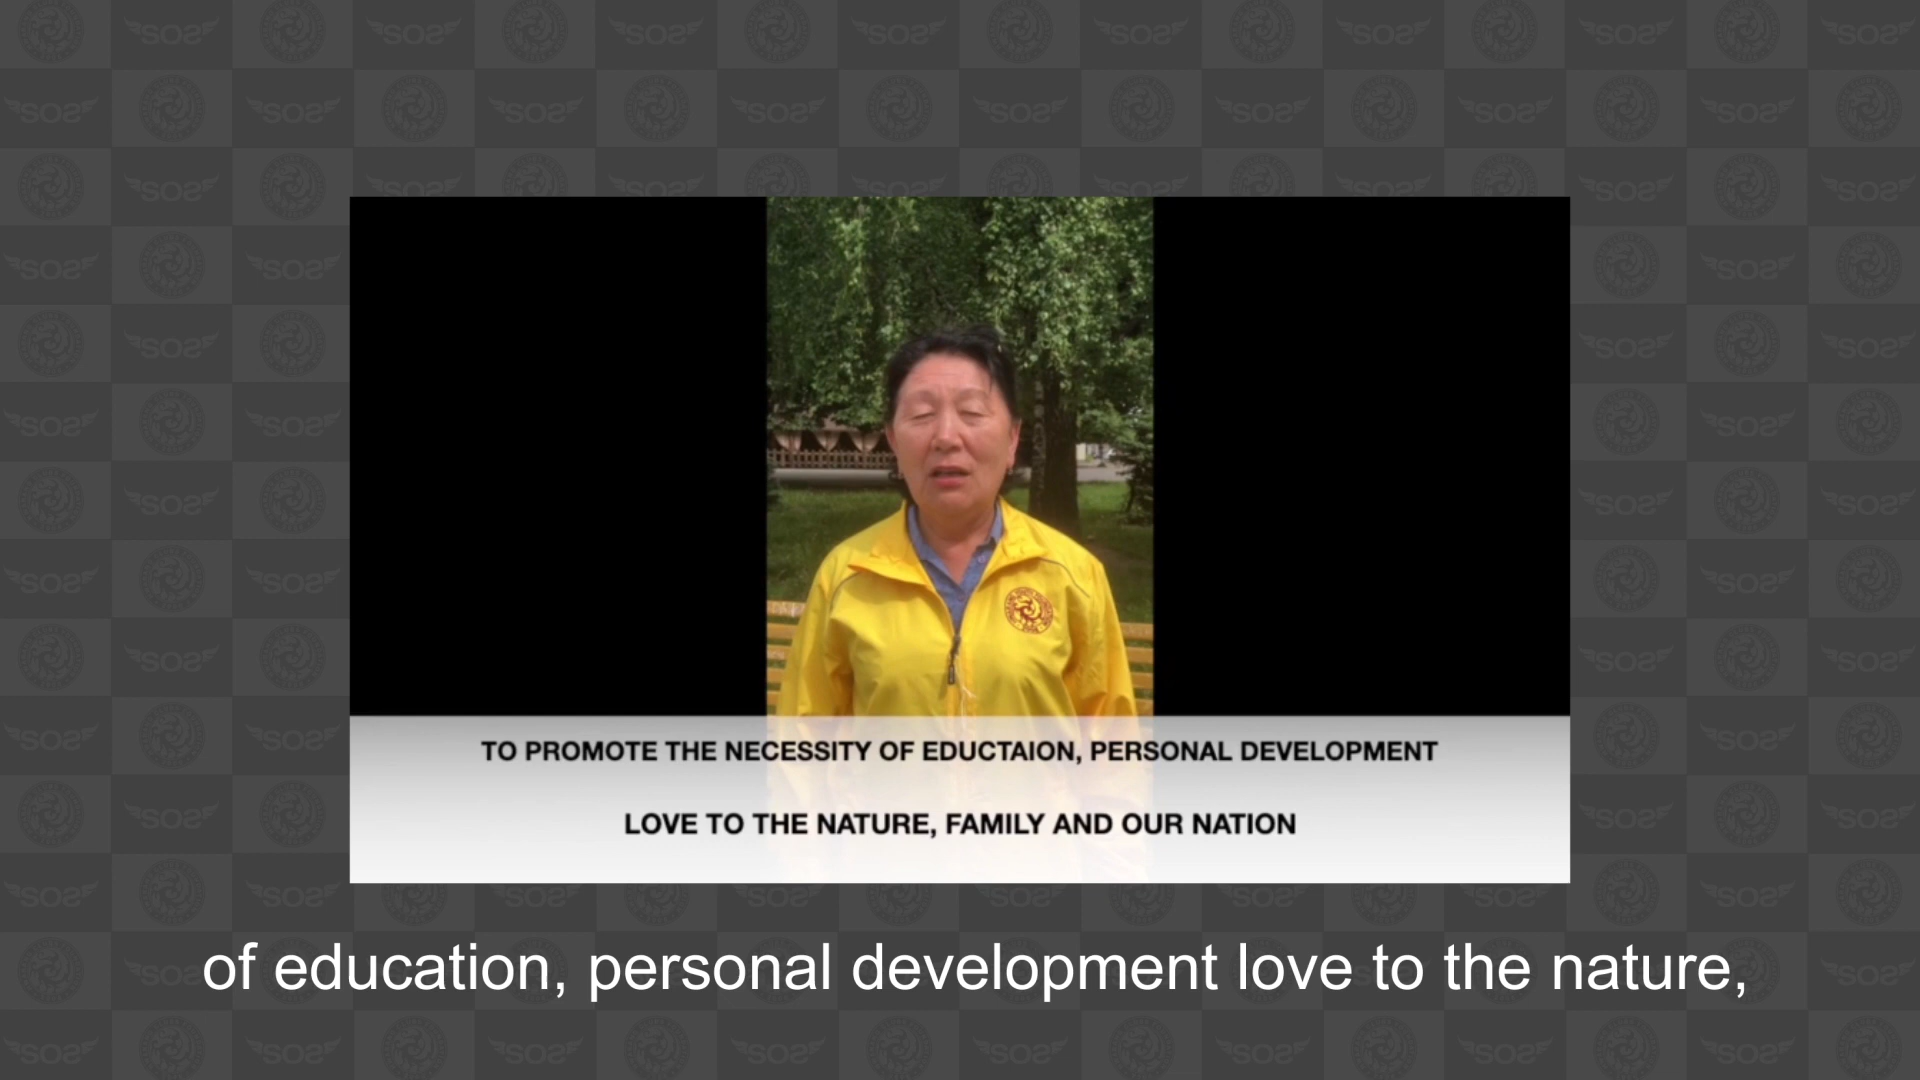 TO PROMOTE THE NECESSITY OF EDUCTAION, PERSONAL DEVELOPMENT
LOVE TO THE NATURE, FAMILY AND OUR NATION
of education, personal development love to the nature,